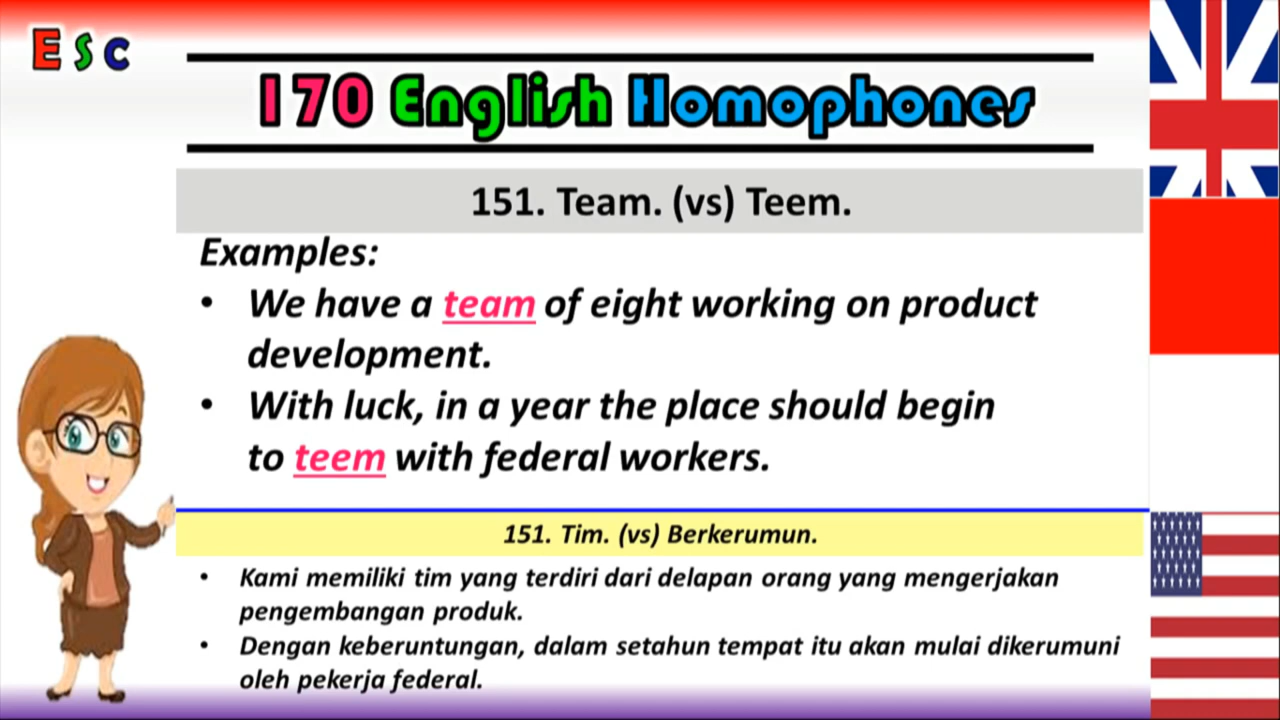 Esc
170 English Homophones
151. Team. (vs) Teem.
Examples:
• We have a team of eight working on product
development.
• With luck, in a year the place should begin
to teem with federal workers.
151. Tim. (vs) Berkerumun.
• Kami memiliki tim yang terdiri dari delapan orang yang mengerjakan
pengembangan produk.
• Dengan keberuntungan, dalam setahun tempat itu akan mulai dikerumuni
oleh pekerja federal.